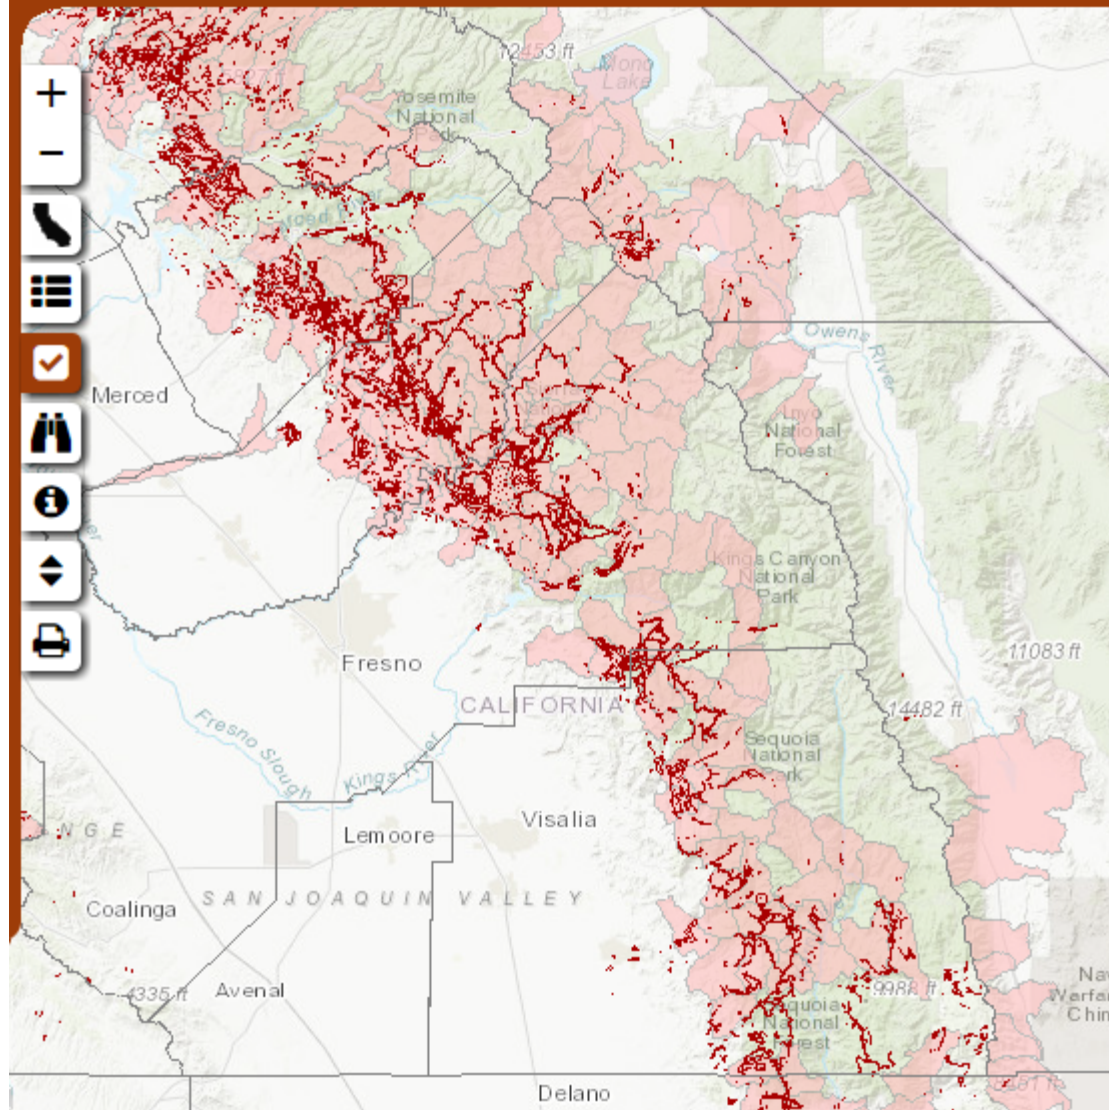 12453 ft
Mono
Lake
Yosemite
National
Park
Merced
Owens
River
Inyo
National
Forest
Kings Canyon
National
Park
Fresno
11083 ft
CALIFORNIA
14482 ft
Fresno Slough
Kings River
Sequoia
National
Park
Visalia
Lemoore
SAN JOAQUIN VALLEY
Coalinga
4335 ft
Avenal
9988 ft
Sequoia
National
Forest
Delano